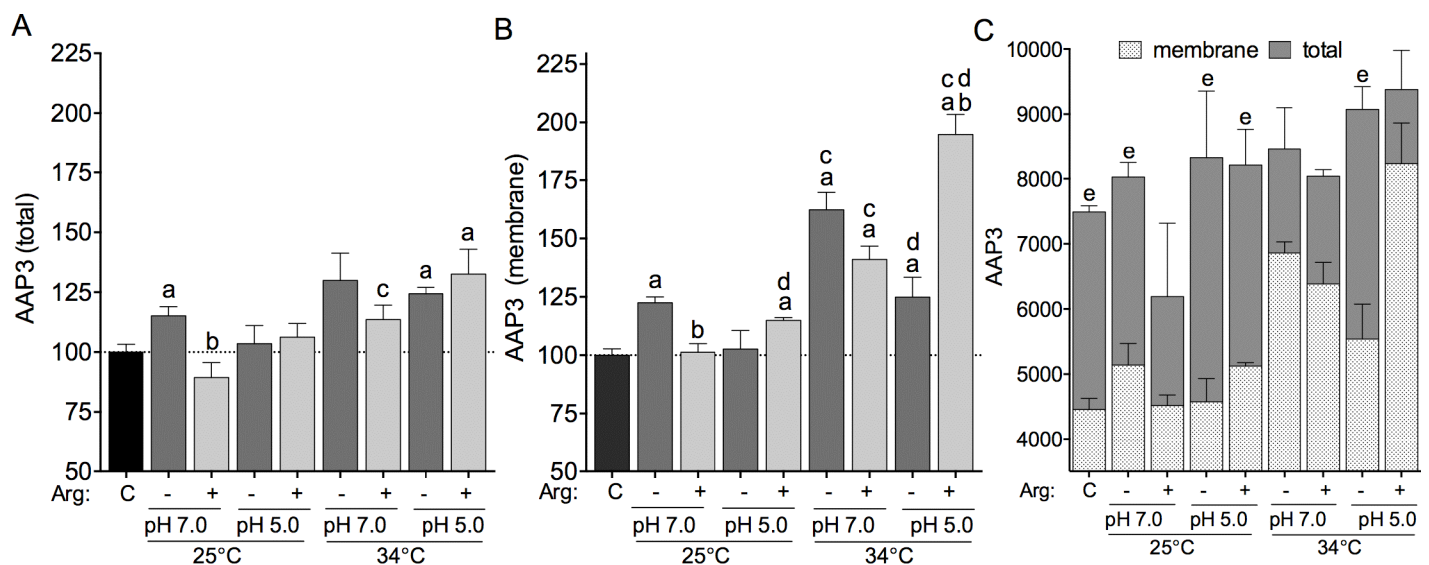 A
AAP3 (total)
225
200
175
150
125
100
75
50
a
b
c
a
a
Arg: C - + - + - + - +
pH 7.0 pH 5.0 pH 7.0 pH 5.0
25°C 34°C
B
AAP3 (membrane)
225
200
175
150
125
100
75
50
a
b
d
a
c
a
c
a
d
a
c d
a b
Arg: C - + - + - + - +
pH 7.0 pH 5.0 pH 7.0 pH 5.0
25°C 34°C
C
membrane total
AAP3
10000
9000
8000
7000
6000
5000
4000
e
e
e
e
e
C - + - + - + - +
pH 7.0 pH 5.0 pH 7.0 pH 5.0
25°C 34°C